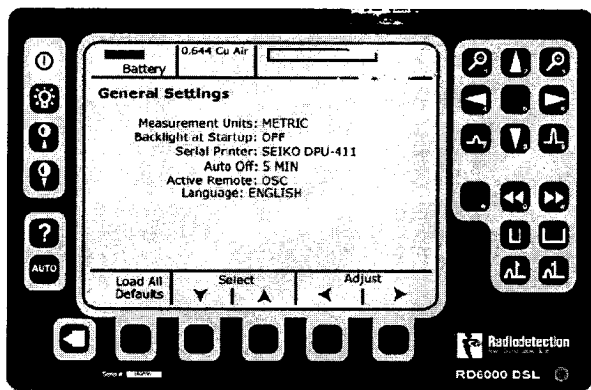 0.644 Cu Air
Battery
General Settings
Measurement Units: METRIC
Backlight at Startup: OFF
Serial Printer: SEIKO DPU-411
Auto Off: 5 MIN
Active Remote: OSC
Language: ENGLISH
Load All Defaults
Select
Adjust
?
AUTO
Radiodetection
RD6000 DSL